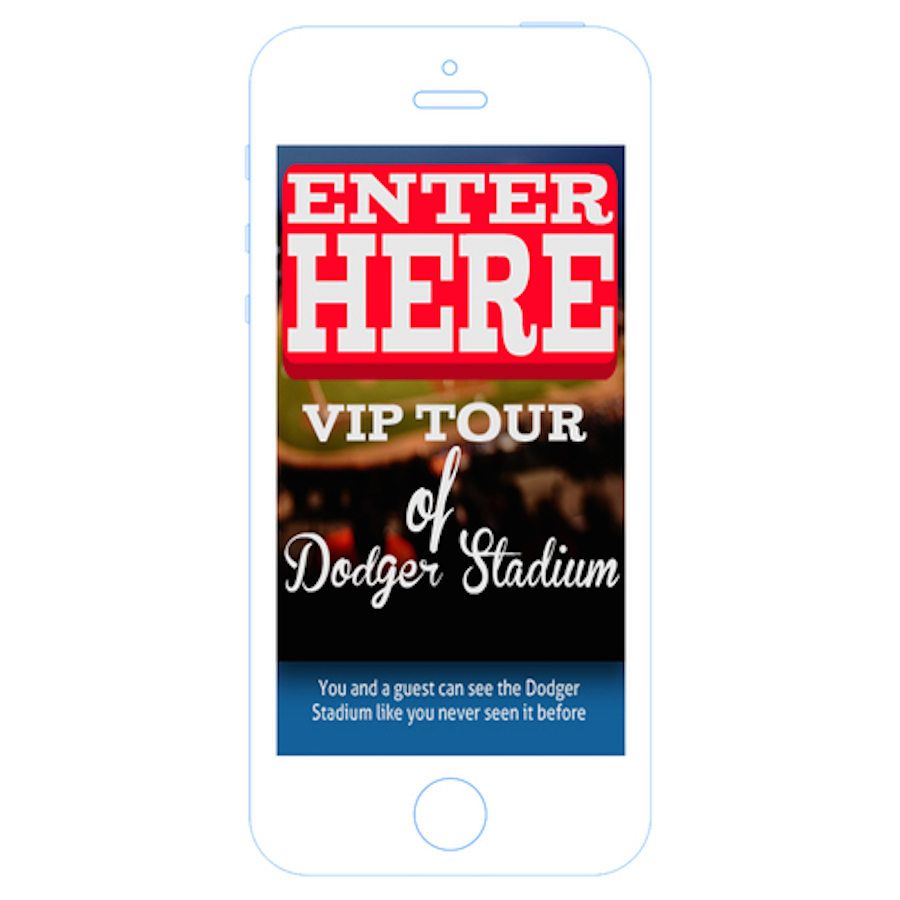 ENTER
HERE
VIP TOUR
of
Dodger Stadium
You and a guest can see the Dodger
Stadium like you never seen it before